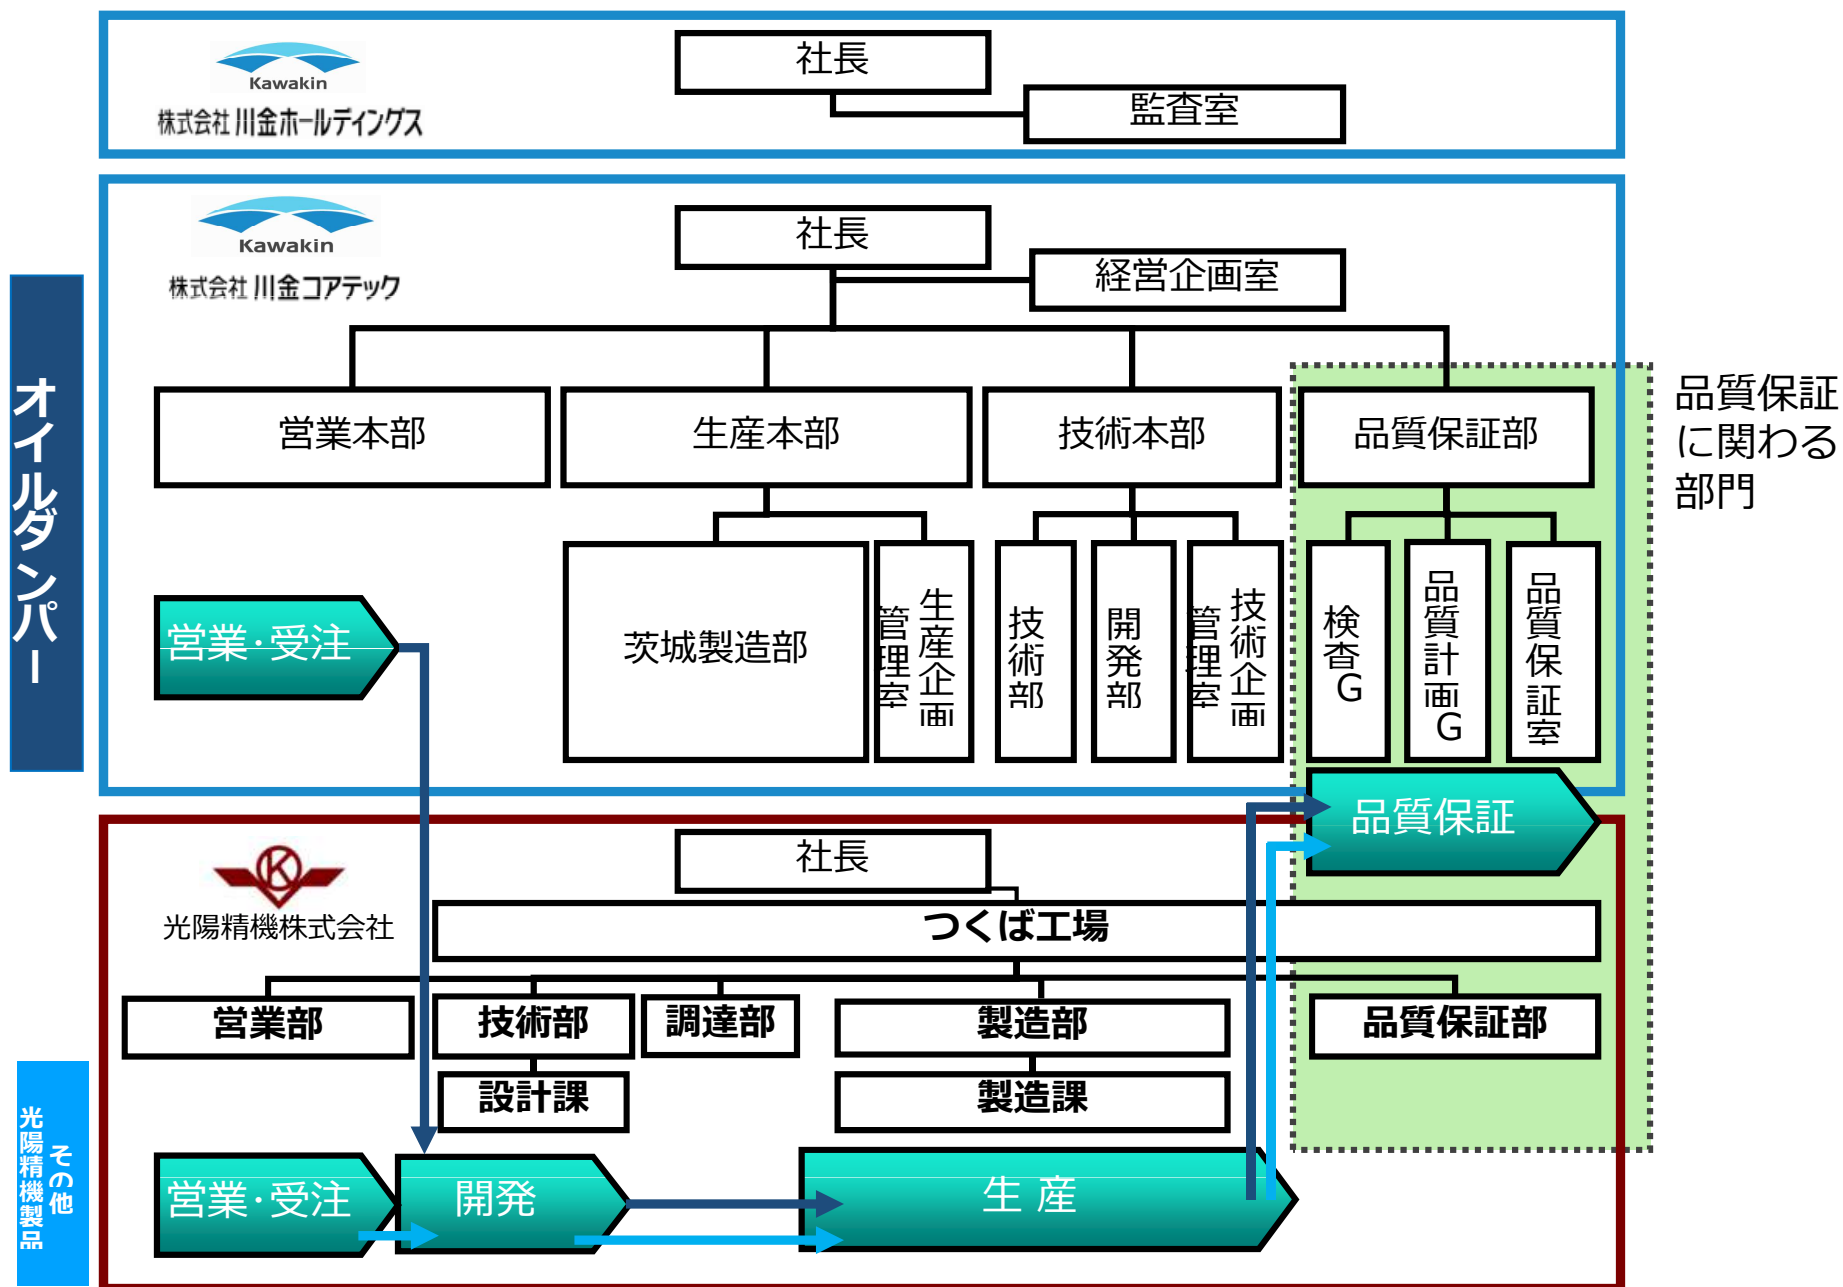 Kawakin
株式会社 川金ホールディングス
社長
監査室
Kawakin
株式会社 川金コアテック
社長
経営企画室
オイルダンパー
営業本部
生産本部
技術本部
品質保証部
品質保証
に関わる
部門
茨城製造部
生産企画
管理室
技術部
開発部
技術企画
管理室
検査G
品質計画G
品質保証室
営業・受注
品質保証
K
光陽精機株式会社
社長
つくば工場
営業部
技術部
調達部
製造部
品質保証部
設計課
製造課
その他
光陽精機製品
営業・受注
開発
生 産